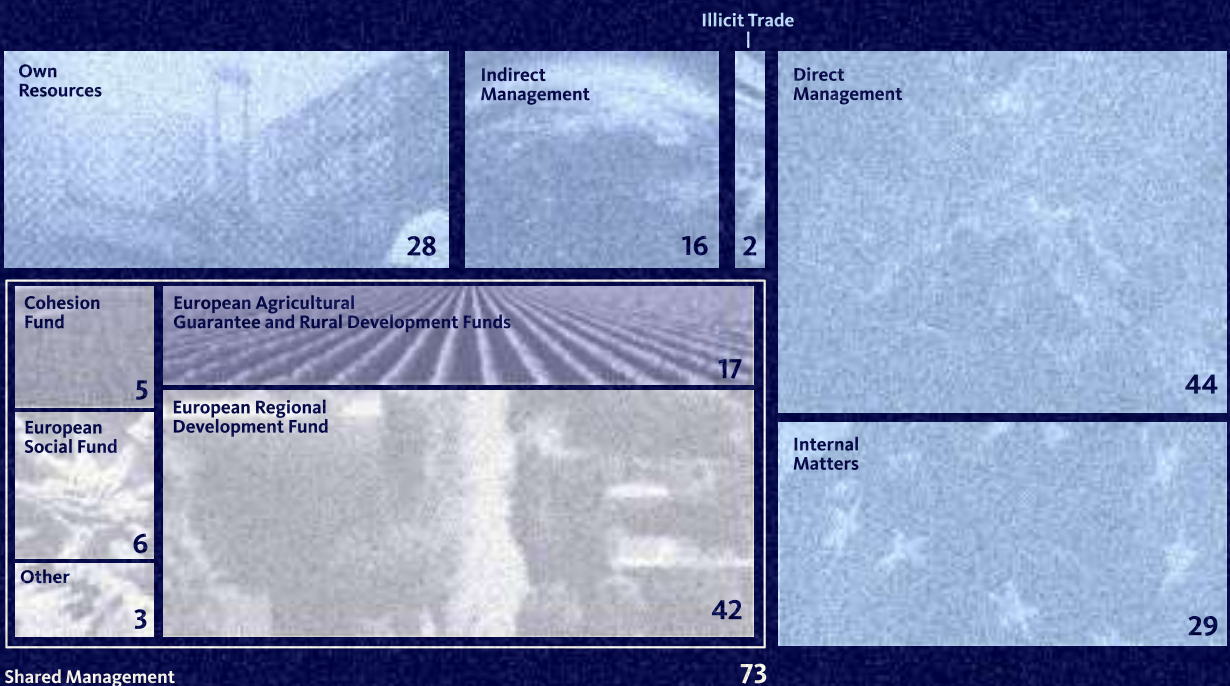 Illicit Trade
Own
Resources
28
Indirect
Management
16
2
Direct
Management
44
Cohesion
Fund
5
European Agricultural
Guarantee and Rural Development Funds
17
European
Social Fund
6
European Regional
Development Fund
42
Other
3
Internal
Matters
29
Shared Management
73